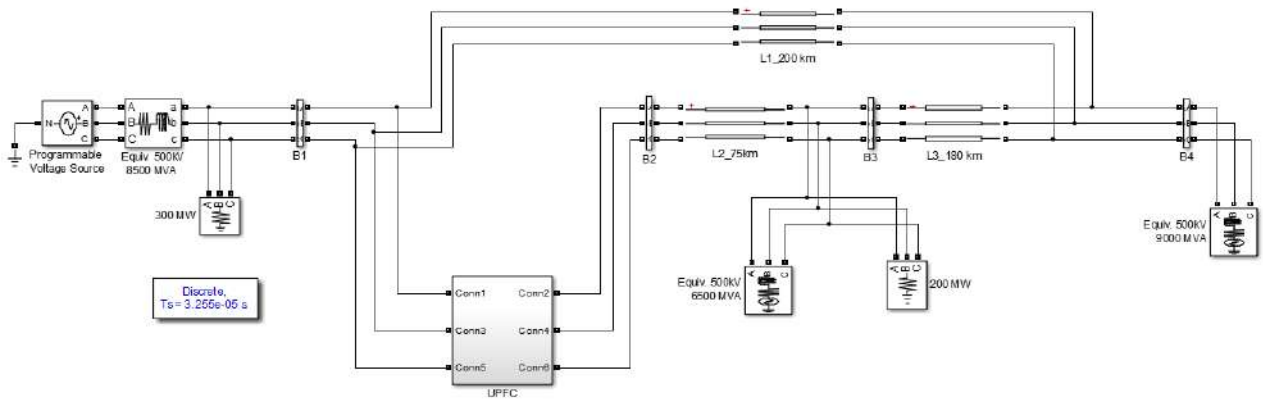 L1_200 km
N
A
B
C
A
B
C
a
b
c
Programmable
Voltage Source
Equiv. 500kV
8500 MVA
B1
B2
L2_75km
B3
L3_180 km
B4
A B C
300 MW
A B C
Equiv. 500kV
9000 MVA
Discrete,
Ts = 3.255e-05 s
Equiv. 500kV
6500 MVA
A B C
A B C
200 MW
Conn1
Conn2
Conn3
Conn4
Conn5
Conn6
UPFC